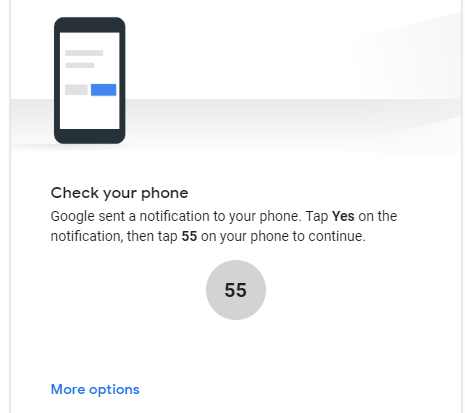 Check your phone
Google sent a notification to your phone. Tap Yes on the
notification, then tap 55 on your phone to continue.
55
More options